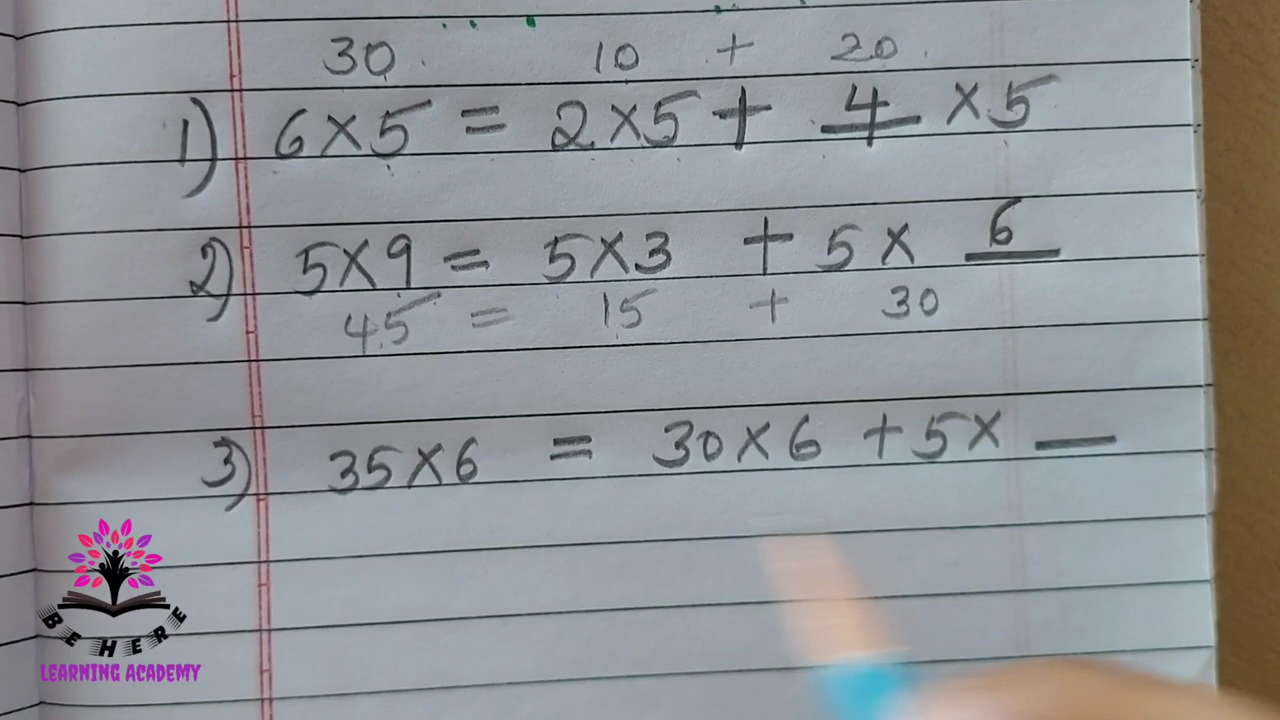 30 10 + 20
1) 6×5 = 2×5 + 4 ×5
2) 5×9 = 5×3 + 5× 6
45 = 15 + 30
3) 35×6 = 30×6 + 5× __
BEHERE
LEARNING ACADEMY